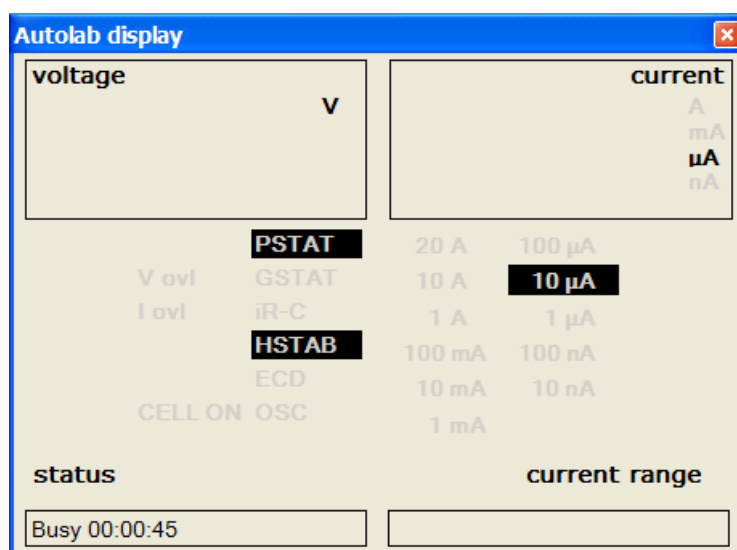 Autolab display
voltage
V
current
A
mA
µA
nA
PSTAT 20 A 100 µA
V ovl GSTAT 10 A 10 µA
I ovl iR-C 1 A 1 µA
HSTAB 100 mA 100 nA
ECD 10 mA 10 nA
CELL ON OSC 1 mA
status current range
Busy 00:00:45